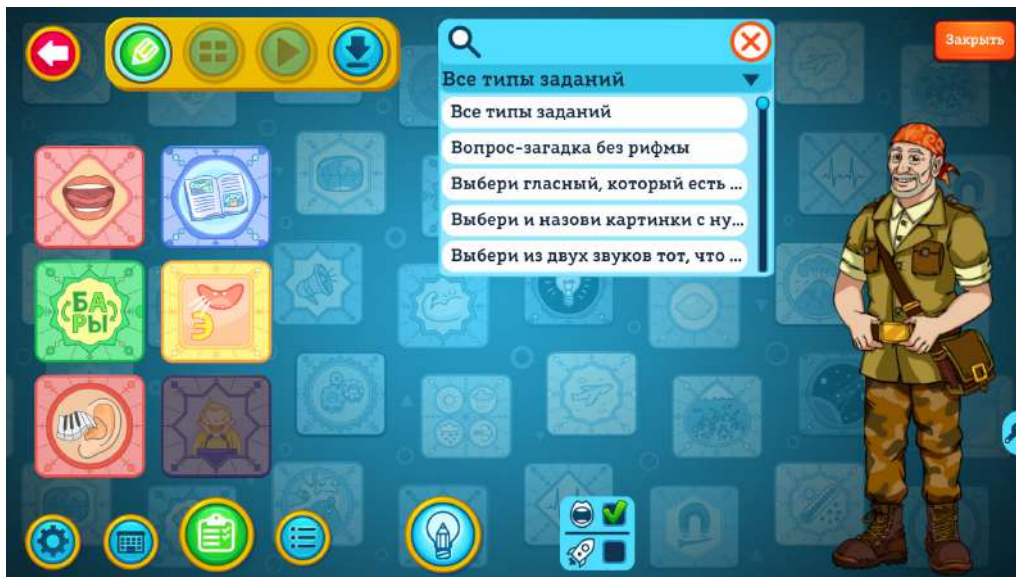 Закрыть
Все типы заданий
Все типы заданий
Вопрос-загадка без рифмы
Выбери гласный, который есть ...
Выбери и назови картинки с ну...
Выбери из двух звуков тот, что ...
БА
РЫ
Э